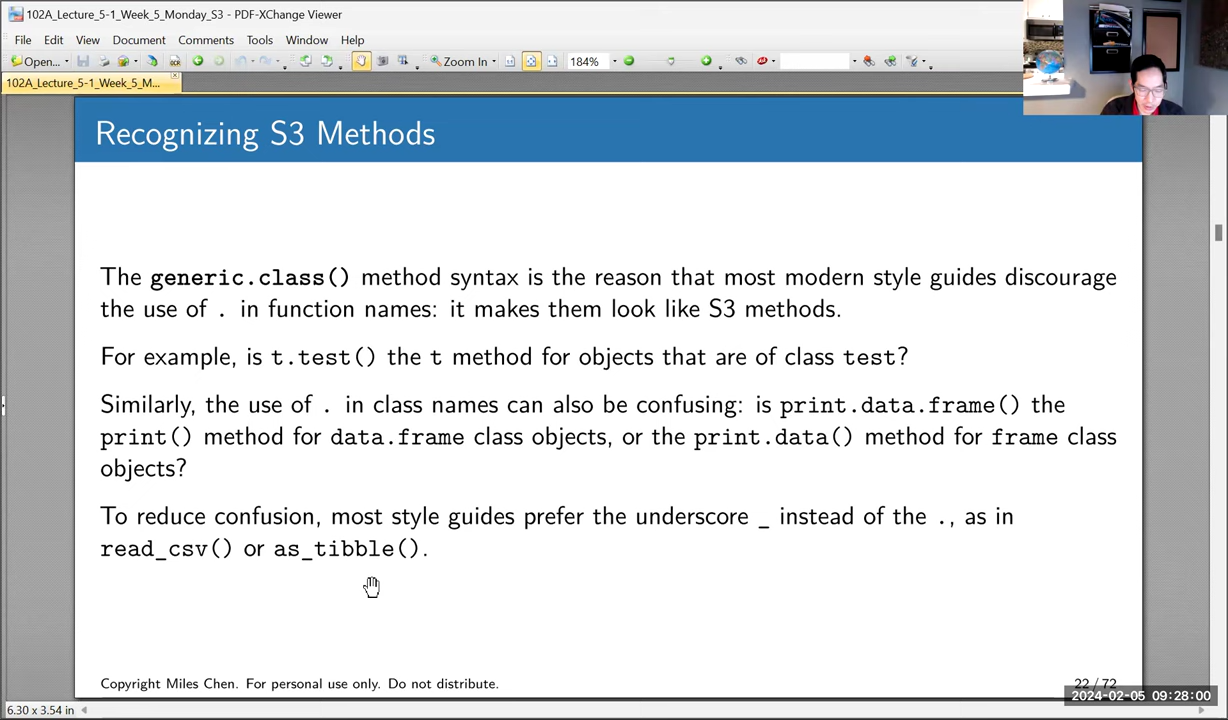 102A_Lecture_5-1_Week_5_Monday_S3 - PDF-XChange Viewer
File Edit View Document Comments Tools Window Help
Open... OCR Zoom In 184%
102A_Lecture_5-1_Week_5_M...
Recognizing S3 Methods
The generic.class() method syntax is the reason that most modern style guides discourage
the use of . in function names: it makes them look like S3 methods.
For example, is t.test() the t method for objects that are of class test?
Similarly, the use of . in class names can also be confusing: is print.data.frame() the
print() method for data.frame class objects, or the print.data() method for frame class
objects?
To reduce confusion, most style guides prefer the underscore _ instead of the ., as in
read_csv() or as_tibble().
Copyright Miles Chen. For personal use only. Do not distribute.
22 / 72
2024-02-05 09:28:00
6.30 x 3.54 in